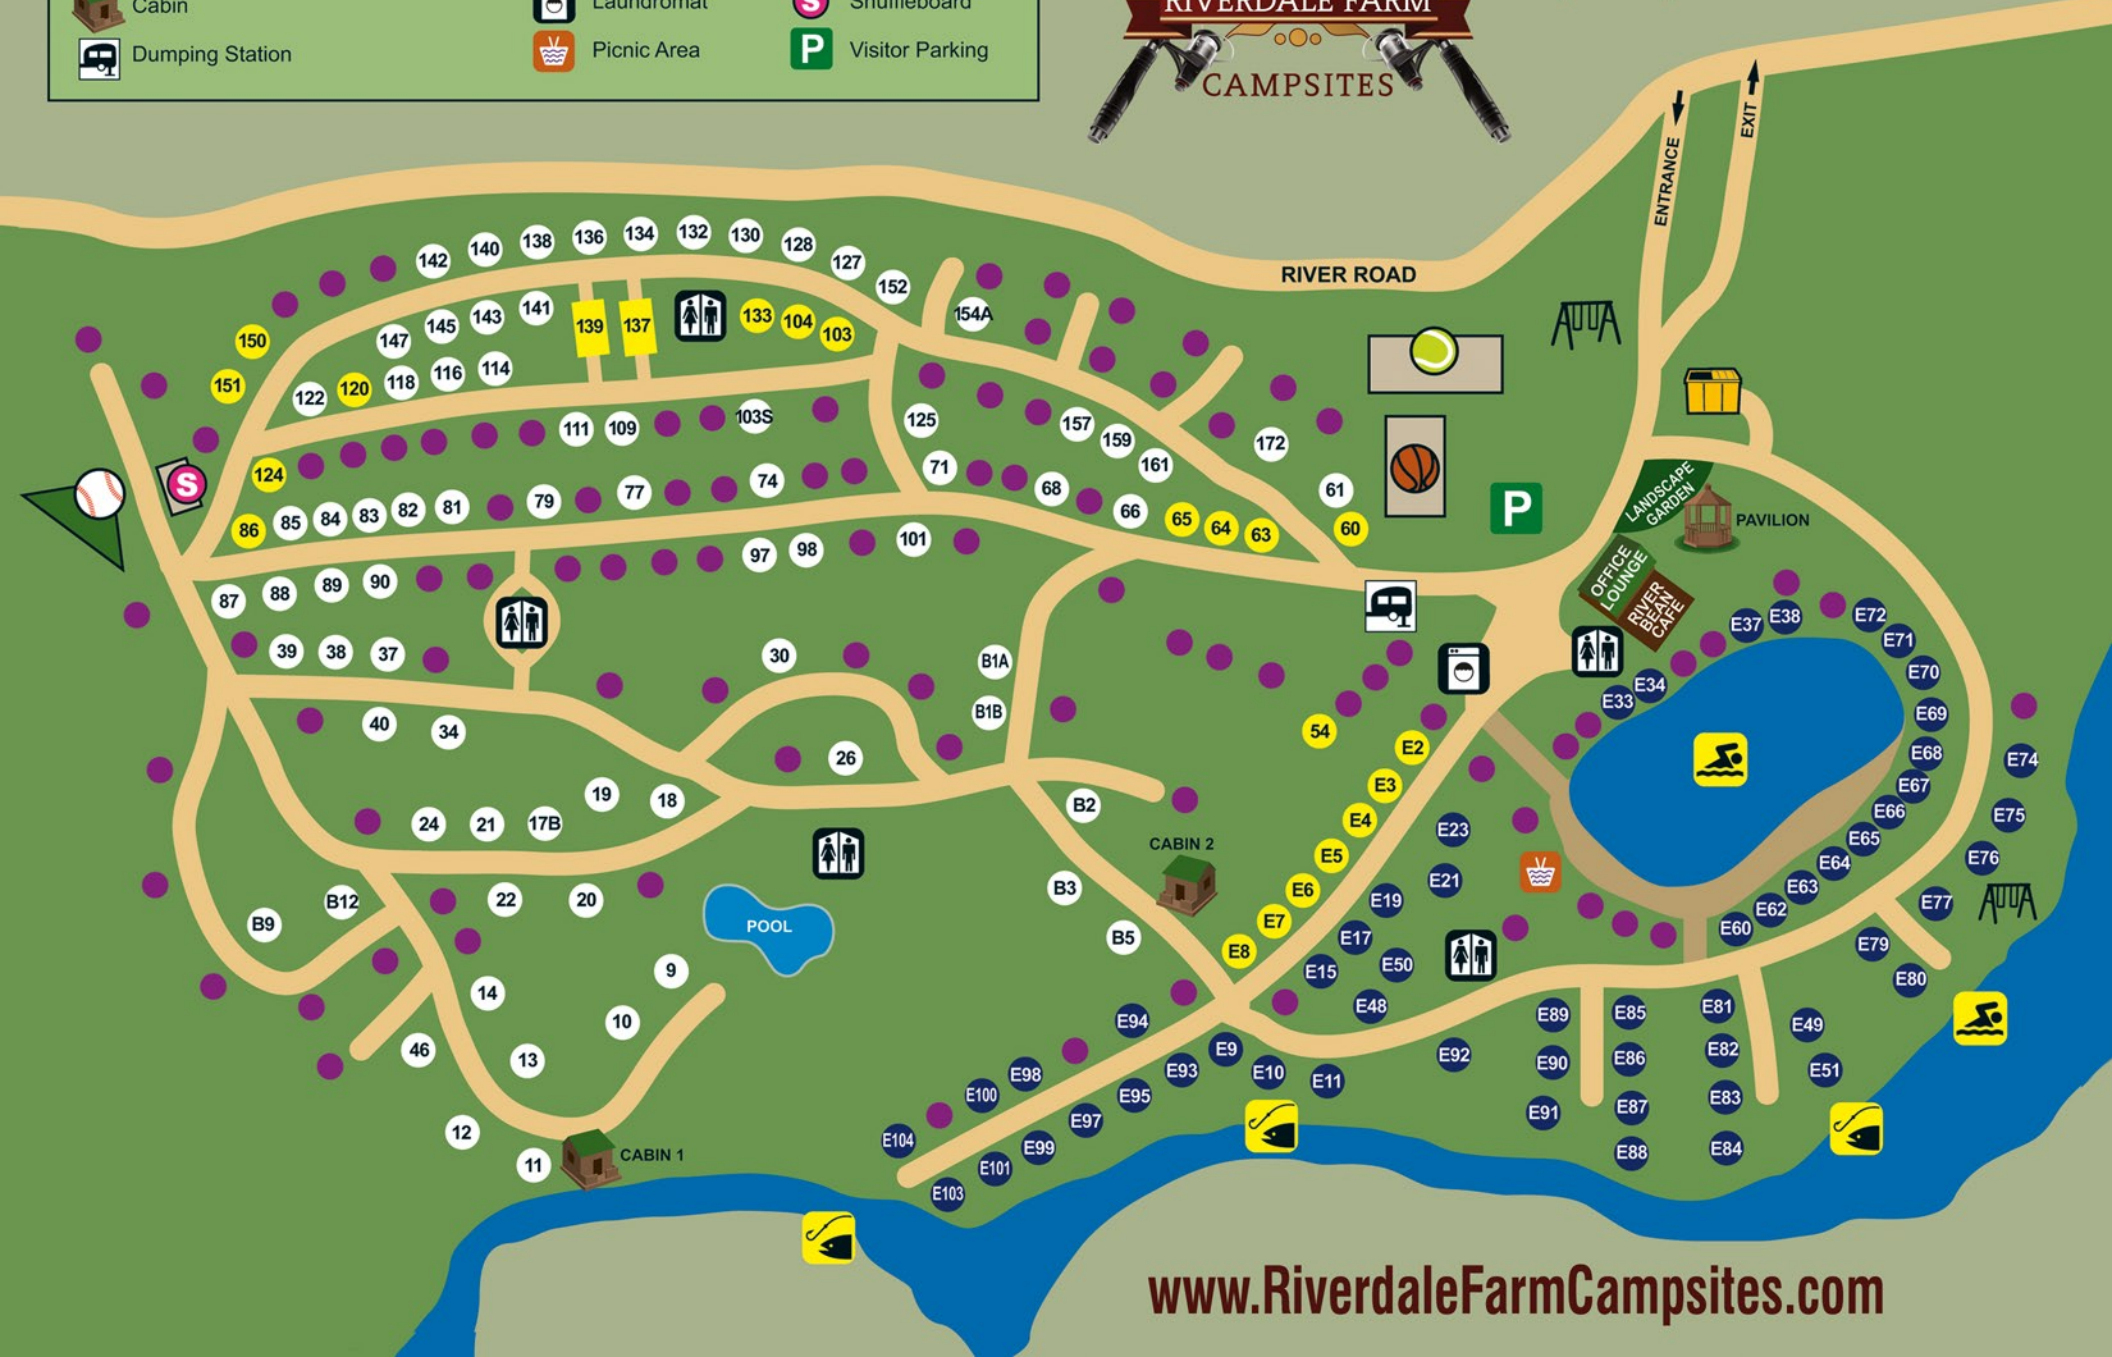 Cabin
Laundromat
S Shuffleboard
Dumping Station
Picnic Area
P Visitor Parking
RIVERDALE FARM
CAMPSITES
ENTRANCE
EXIT
RIVER ROAD
142 140 138 136 134 132 130 128 127 152
150 147 145 143 141 139 137 133 104 103 154A
151 122 120 118 116 114
111 109 103S 125 157 159 161 172
124 71 68 66 65 64 63 61 60
86 85 84 83 82 81 79 77 74
S
P
LANDSCAPE
GARDEN
PAVILION
OFFICE
LOUNGE
RIVER
BEAN
CAFE
87 88 89 90 97 98 101
39 38 37 30 B1A
40 34 B1B 54
26
E33 E34 E37 E38 E72
E71
E70
E69
E68 E74
E67
E66 E75
E65
E64 E76
E63
E62 E77
E60 E79
E80
E2
E3
E4 E23
E5
E6 E21
E7 E19
E8 E17
E15 E50
E48
24 21 17B 19 18
B2
CABIN 2
B3
B5
B9 B12 22 20
POOL
14 9
46 13 10
12
11
CABIN 1
E94
E98 E93 E9 E10 E11 E92
E100 E95
E104 E97
E99
E101
E103
E89 E85 E81 E49
E90 E86 E82 E51
E91 E87 E83
E88 E84
www.RiverdaleFarmCampsites.com